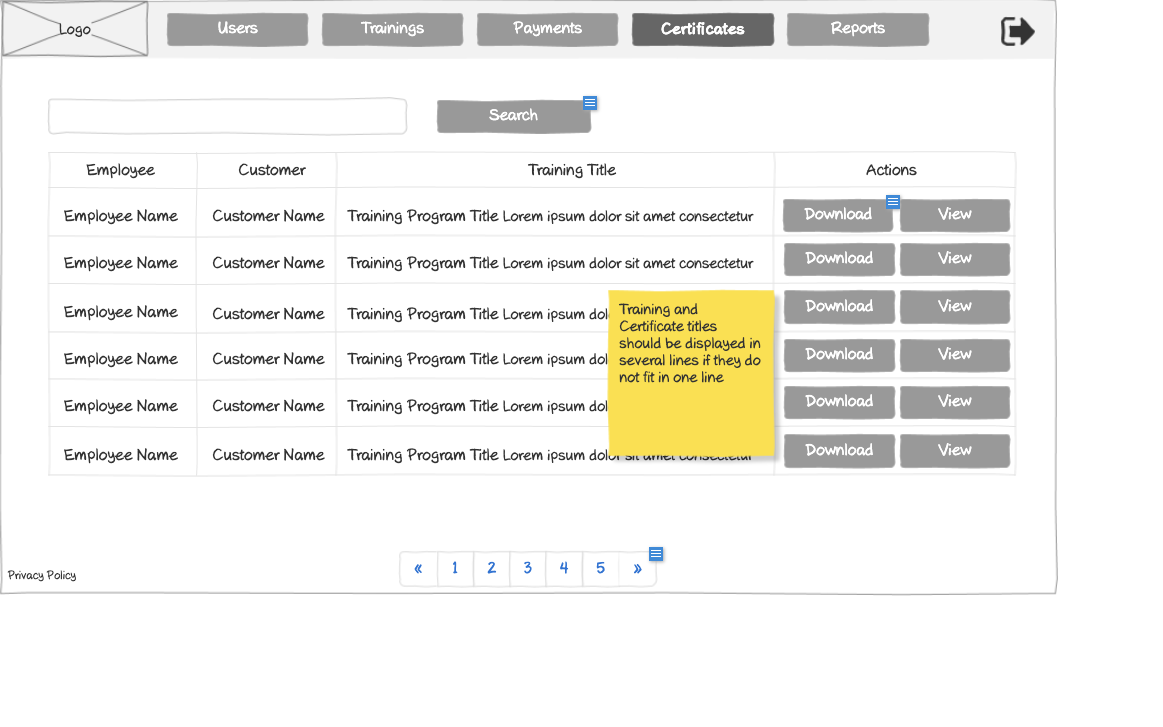 Logo Users Trainings Payments Certificates Reports
Search
Employee Customer Training Title Actions
Employee Name Customer Name Training Program Title Lorem ipsum dolor sit amet consectetur Download View
Employee Name Customer Name Training Program Title Lorem ipsum dolor sit amet consectetur Download View
Employee Name Customer Name Training Program Title Lorem ipsum Download View
Employee Name Customer Name Training Program Title Lorem ipsum Download View
Employee Name Customer Name Training Program Title Lorem ipsum Download View
Employee Name Customer Name Training Program Title Lorem ipsum dolor sit amet consectetur Download View
Training and
Certificate titles
should be displayed in
several lines if they do
not fit in one line
« 1 2 3 4 5 »
Privacy Policy